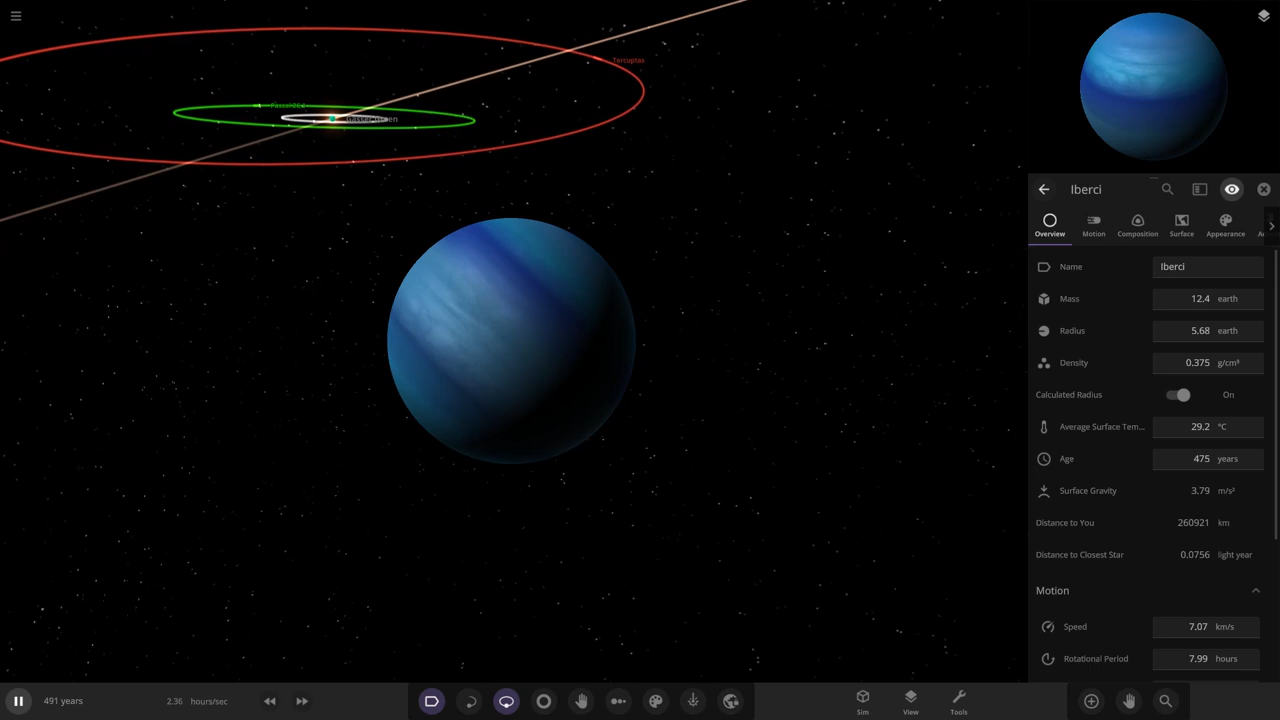 Tarcuptas
Iberci
Overview Motion Composition Surface Appearance A
Name Iberci
Mass 12.4 earth
Radius 5.68 earth
Density 0.375 g/cm³
Calculated Radius On
Average Surface Tem... 29.2 °C
Age 475 years
Surface Gravity 3.79 m/s²
Distance to You 260921 km
Distance to Closest Star 0.0756 light year
Motion
Speed 7.07 km/s
Rotational Period 7.99 hours
491 years 2.36 hours/sec Sim View Tools